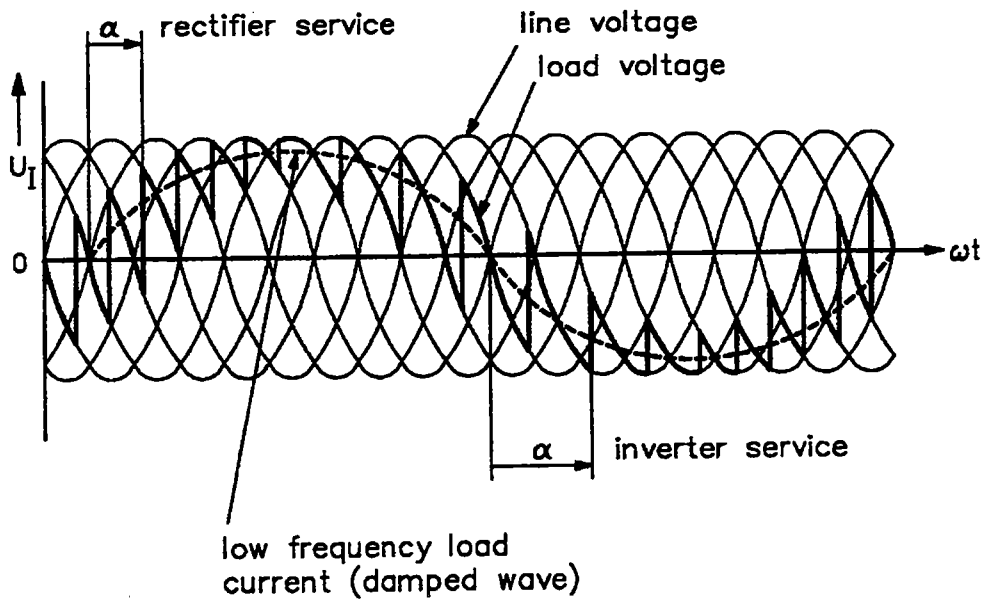 α rectifier service
line voltage
load voltage
U_I
0
ωt
α inverter service
low frequency load
current (damped wave)